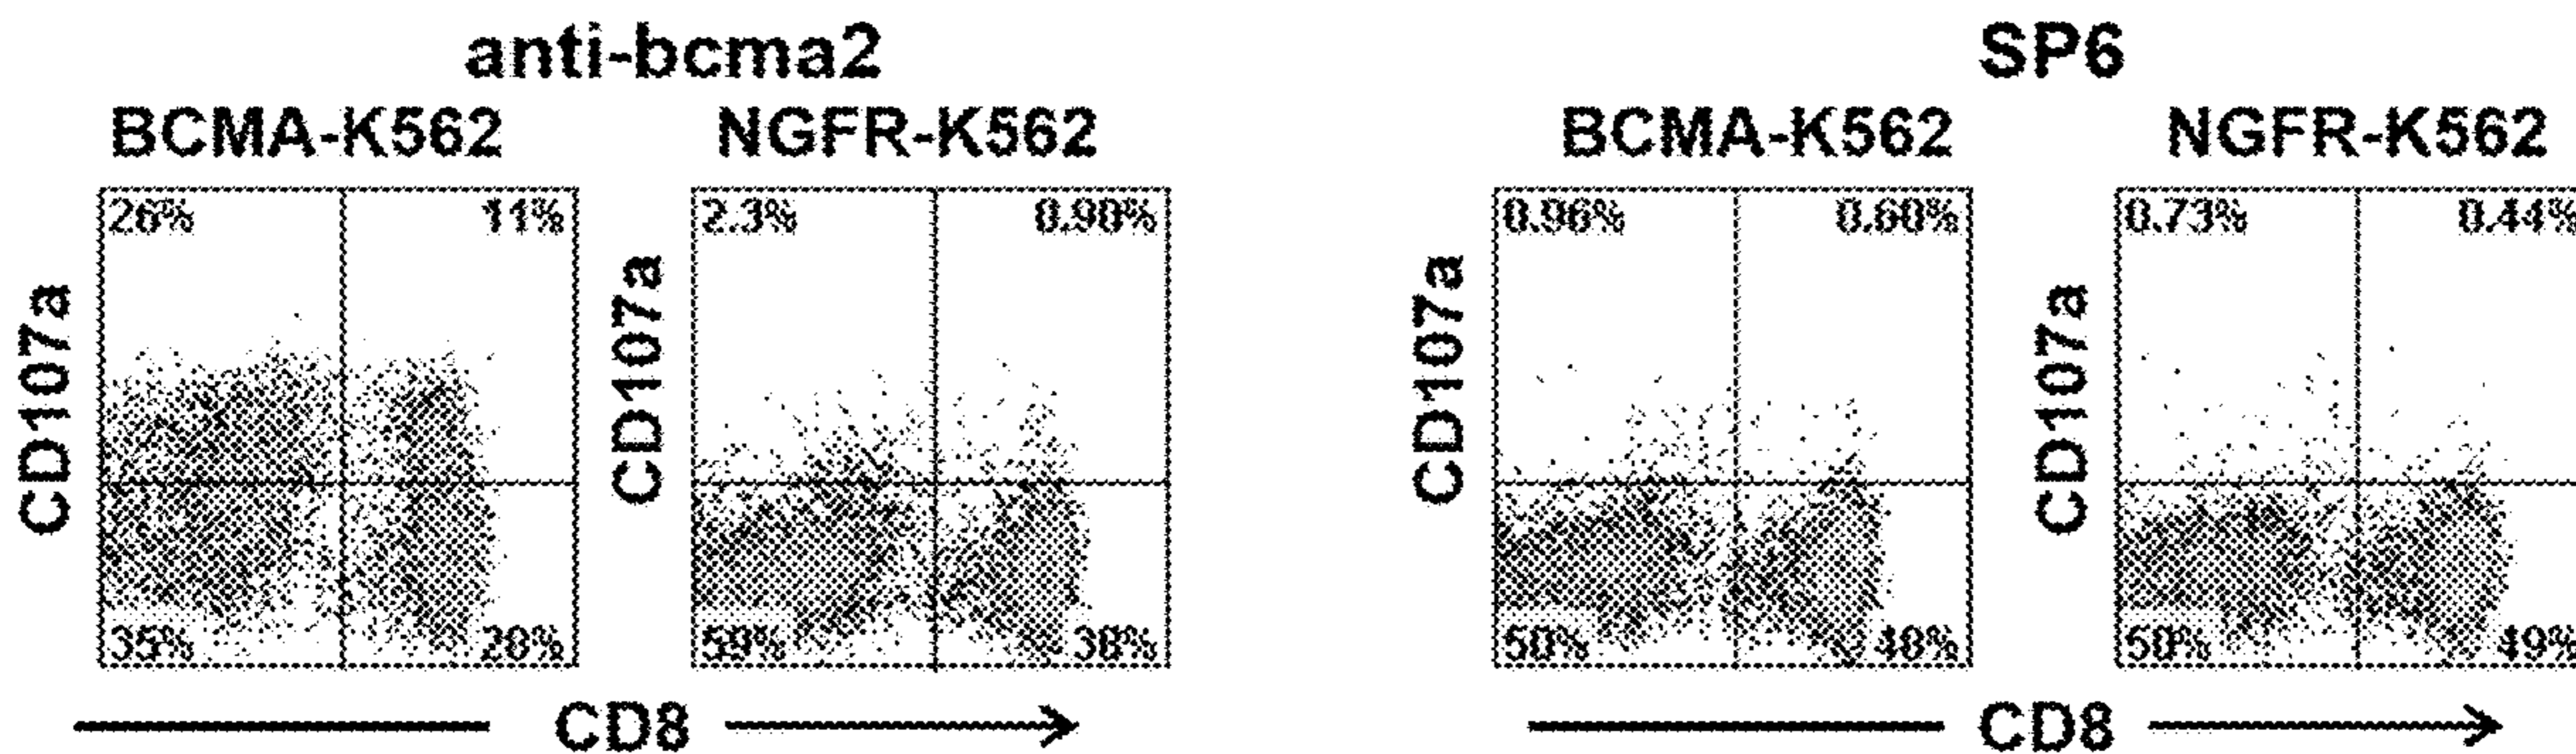 anti-bcma2
BCMA-K562 NGFR-K562
CD107a
26% 11%
35% 28%
CD107a
2.3% 0.90%
59% 38%
CD8
SP6
BCMA-K562 NGFR-K562
CD107a
0.96% 0.60%
50% 48%
CD107a
0.73% 0.44%
50% 49%
CD8